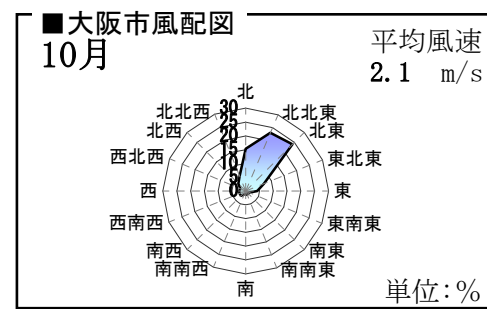 ■大阪市風配図
10月
平均風速
2.1 m/s
北
北北西
北北東
北西
北東
西北西
東北東
西
東
西南西
東南東
南西
南東
南南西
南南東
南
30
25
20
15
10
5
0
単位:%